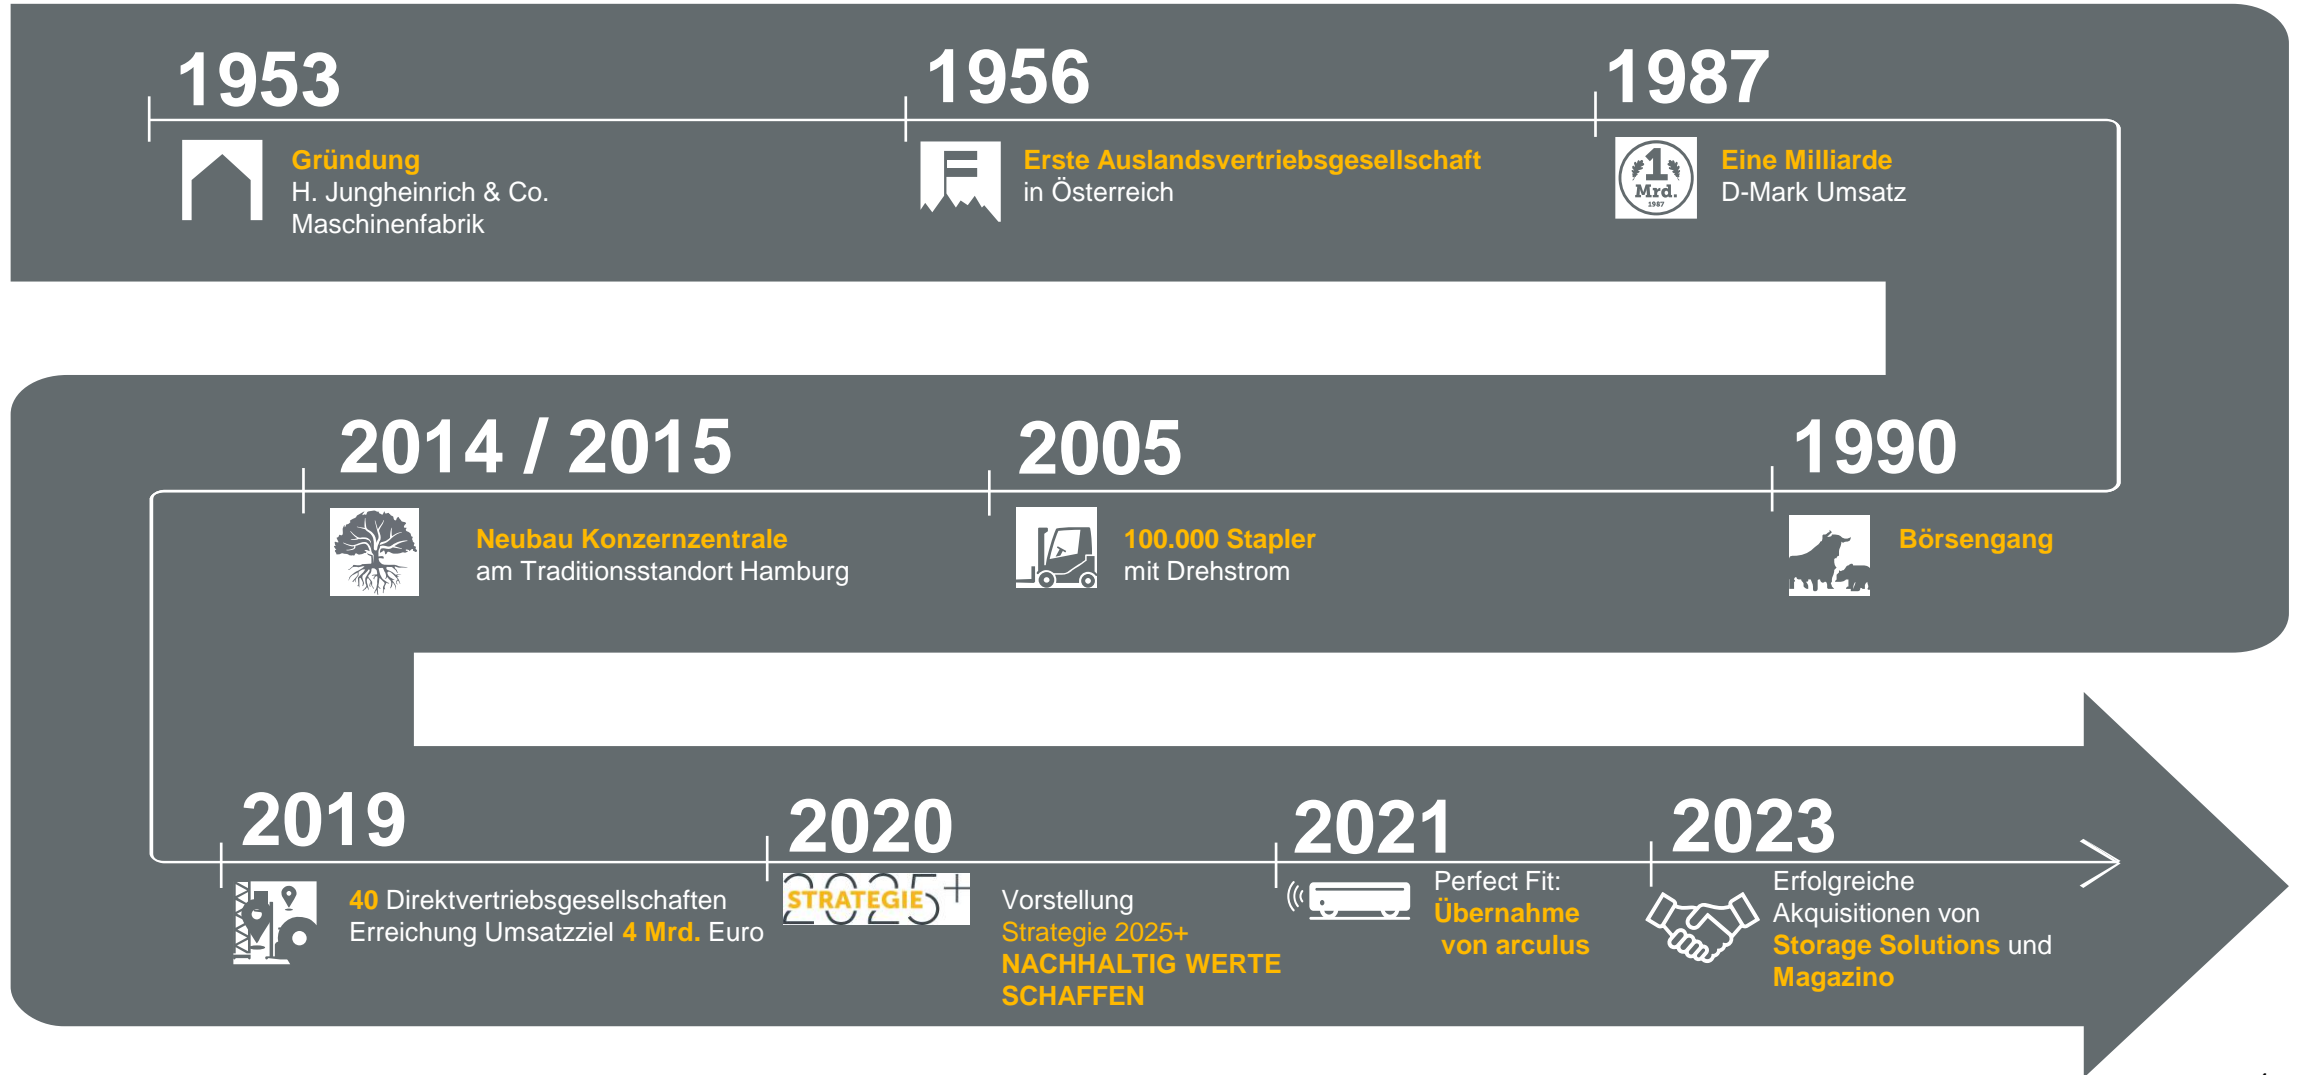 1953
Gründung
H. Jungheinrich & Co.
Maschinenfabrik
1956
Erste Auslandsvertriebsgesellschaft
in Österreich
1987
1
Mrd.
1987
Eine Milliarde
D-Mark Umsatz
1990
Börsengang
2005
100.000 Stapler
mit Drehstrom
2014 / 2015
Neubau Konzernzentrale
am Traditionsstandort Hamburg
2019
40 Direktvertriebsgesellschaften
Erreichung Umsatzziel 4 Mrd. Euro
2020
2025+
STRATEGIE
Vorstellung
Strategie 2025+
NACHHALTIG WERTE
SCHAFFEN
2021
Perfect Fit:
Übernahme
von arculus
2023
Erfolgreiche
Akquisitionen von
Storage Solutions und
Magazino